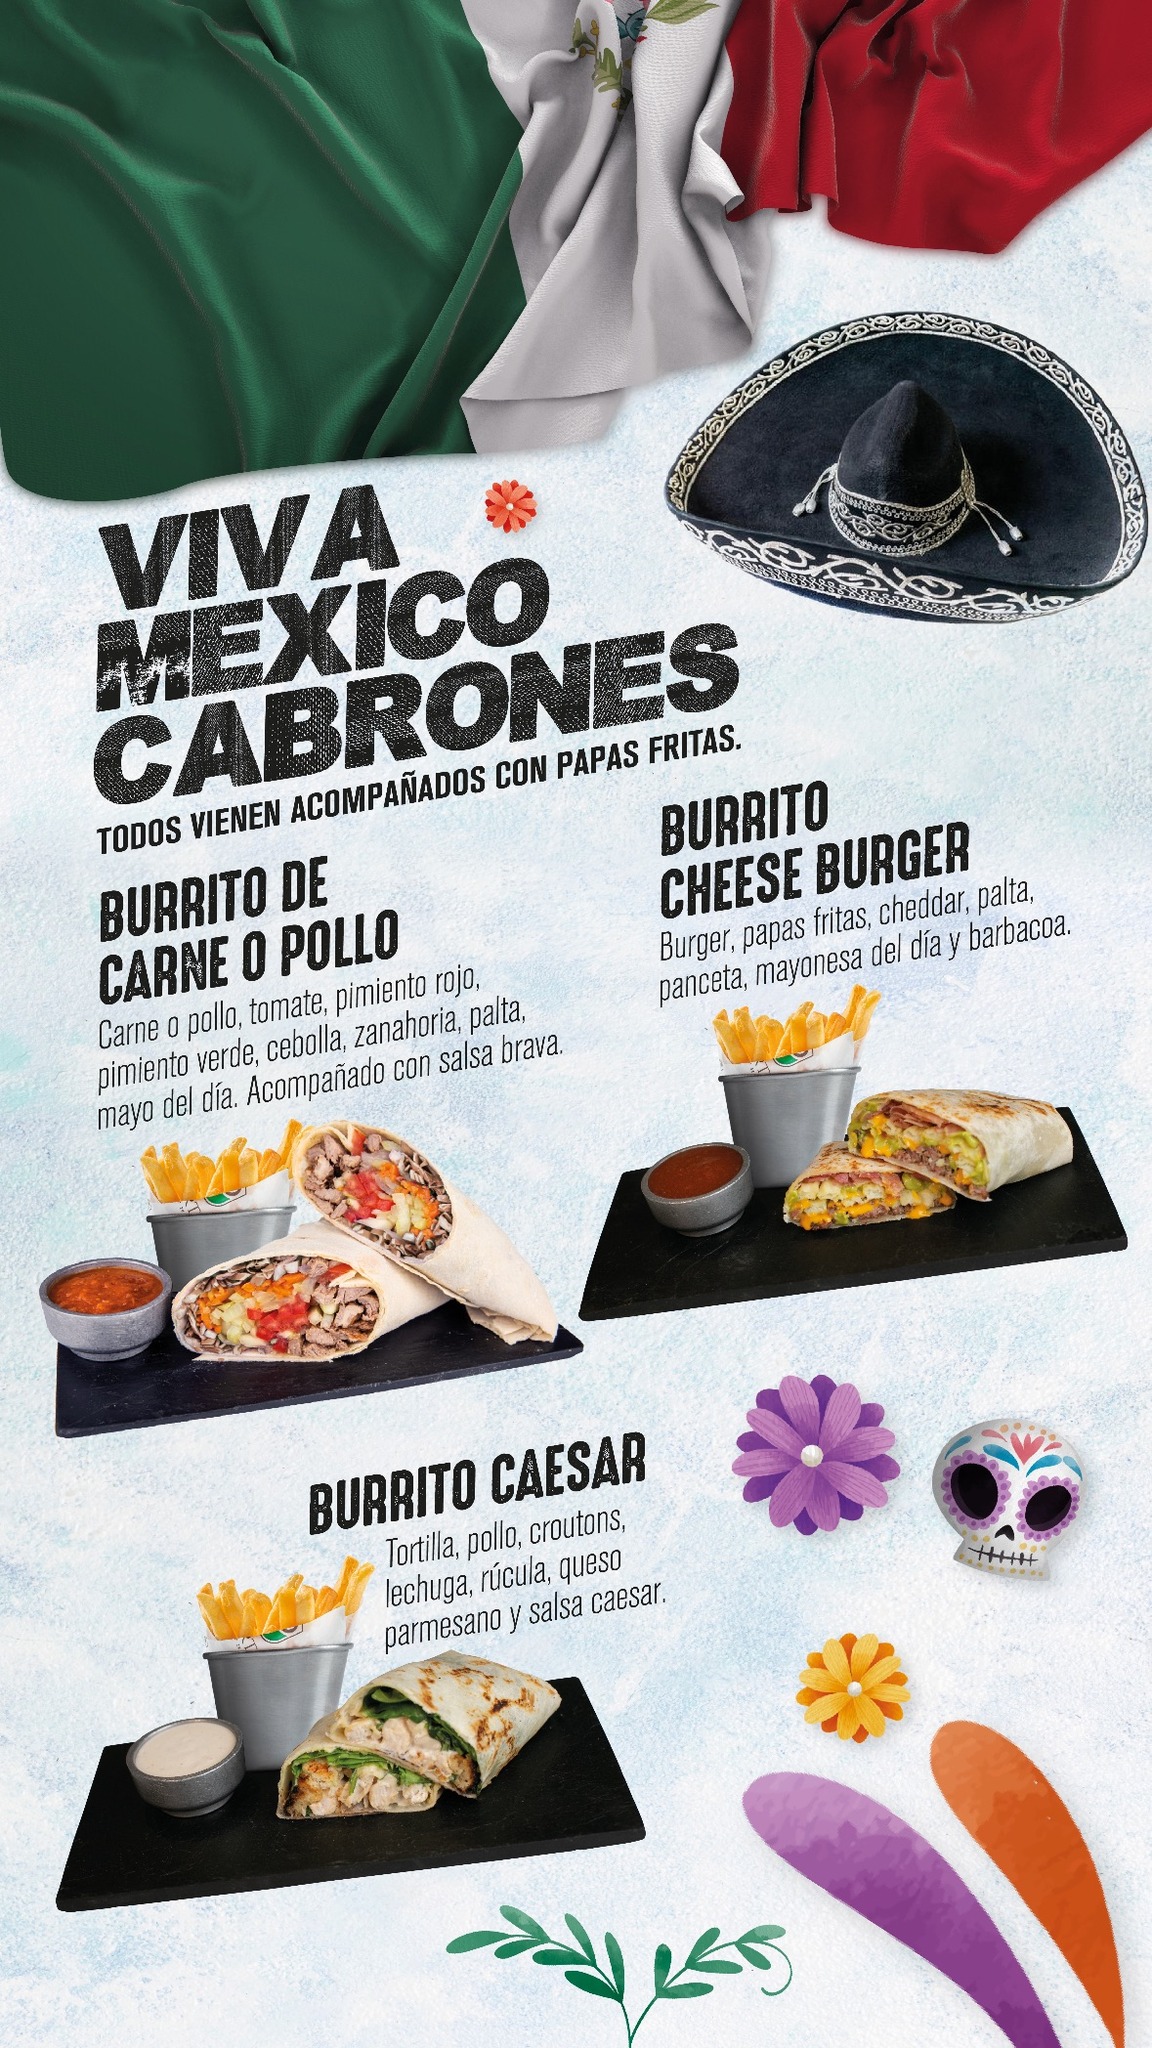 VIVA
MEXICO
CABRONES
TODOS VIENEN ACOMPAÑADOS CON PAPAS FRITAS.
BURRITO DE
CARNE O POLLO
Carne o pollo, tomate, pimiento rojo,
pimiento verde, cebolla, zanahoria, palta,
mayo del día. Acompañado con salsa brava.
BURRITO
CHEESE BURGER
Burger, papas fritas, cheddar, palta,
panceta, mayonesa del día y barbacoa.
BURRITO CAESAR
Tortilla, pollo, croutons,
lechuga, rúcula, queso
parmesano y salsa caesar.